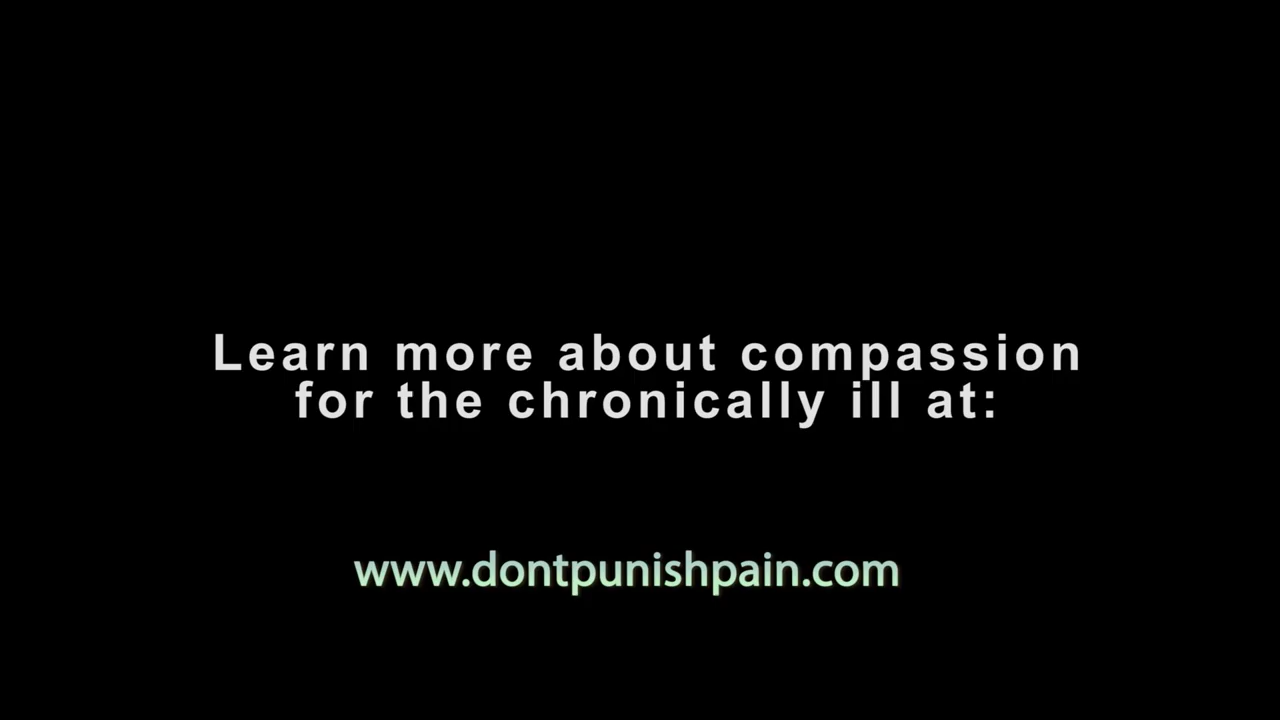 Learn more about compassion
for the chronically ill at:
www.dontpunishpain.com